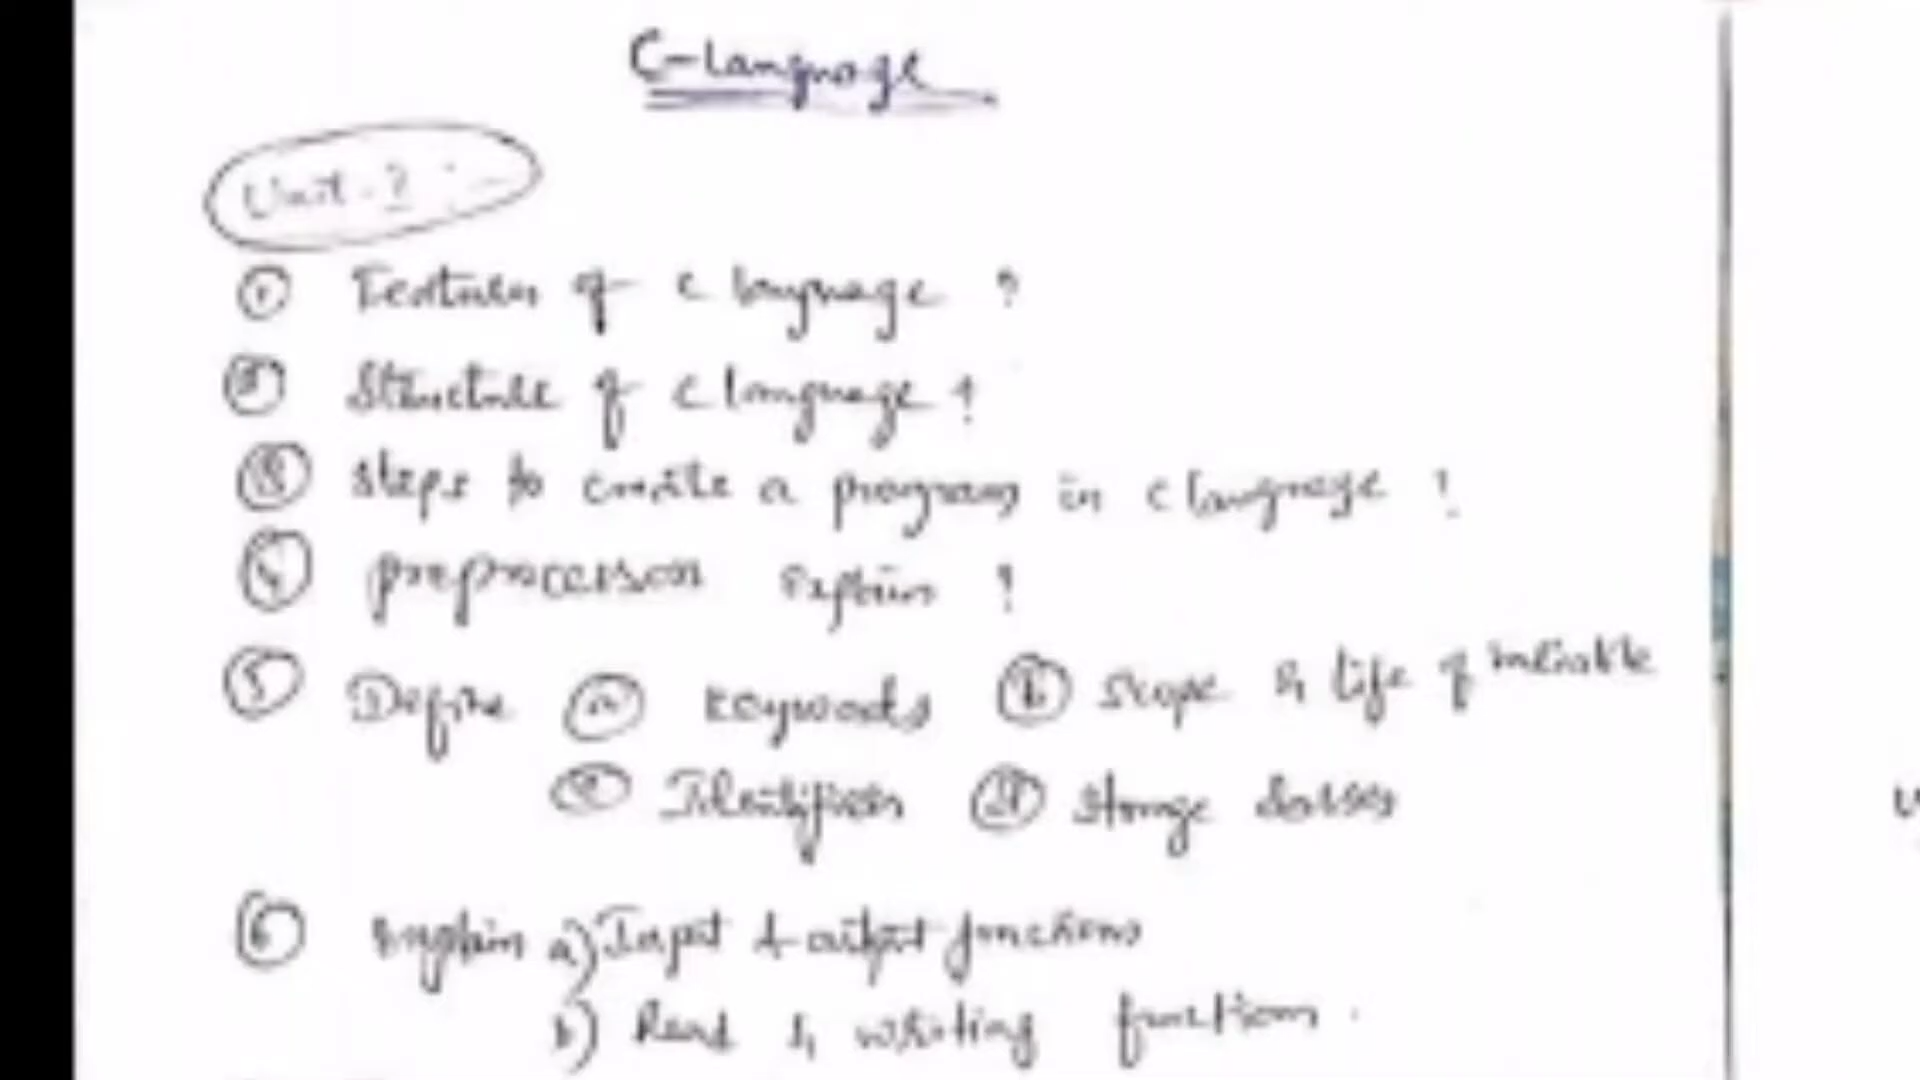 C-Language
Unit-2:-
① Features of c language ?
② Structure of c language ?
③ steps to create a program in c language ?
④ preprocessors explain ?
⑤ Define ⓐ keywords ⓑ scope & life of variable
ⓒ Identifiers ⓓ storage classes
⑥ Explain a) Input & output functions
b) Read & writing functions.